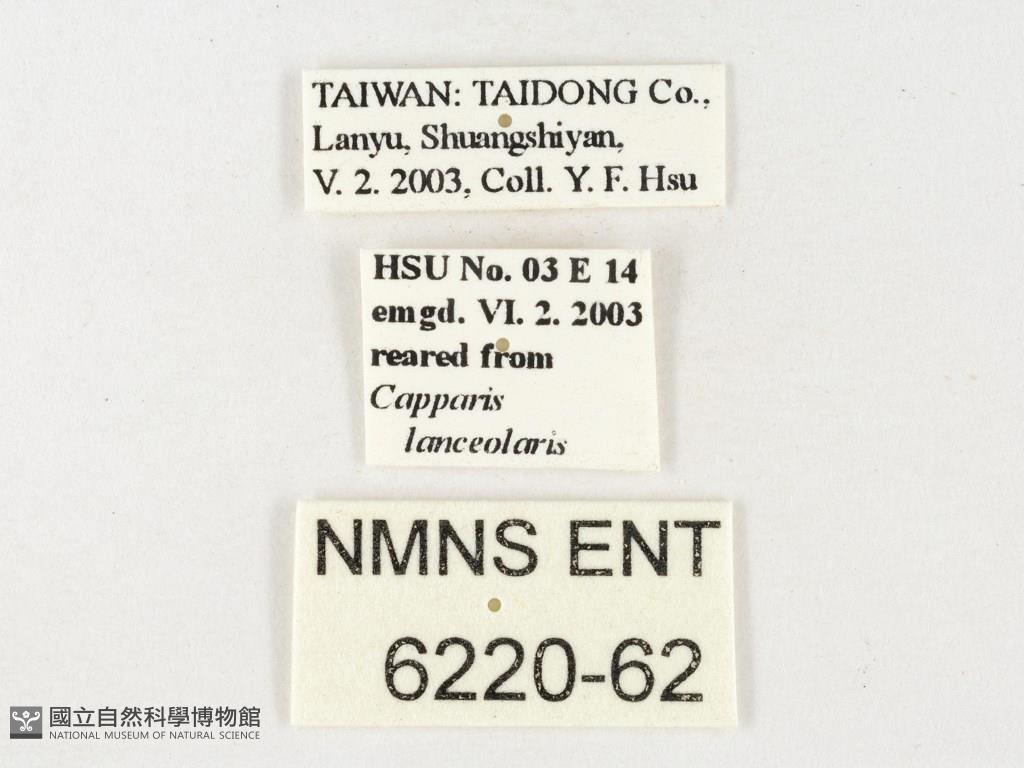 TAIWAN: TAIDONG Co.,
Lanyu, Shuangshiyan,
V. 2. 2003, Coll. Y. F. Hsu
HSU No. 03 E 14
emgd. VI. 2. 2003
reared from
Capparis
lanceolaris
NMNS ENT
6220-62
國立自然科學博物館
NATIONAL MUSEUM OF NATURAL SCIENCE